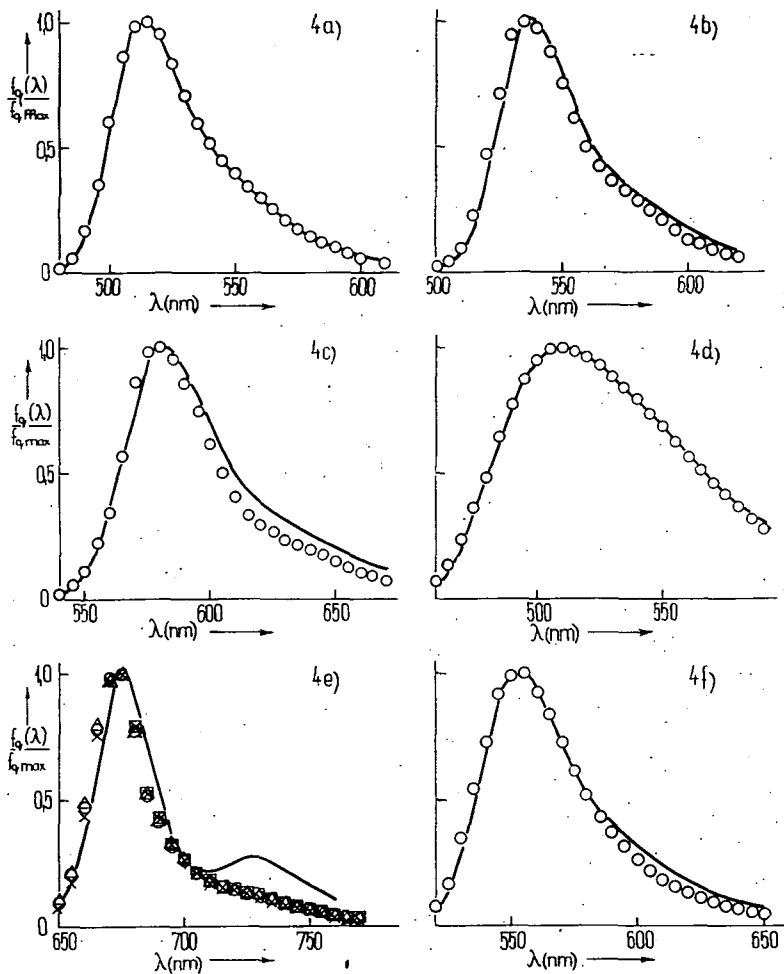 4a)
1,0
0,5
0
f_q(λ)
f_q,max
500
550
600
λ(nm)
4b)
500
550
600
λ(nm)
4c)
1,0
0,5
0
f_q(λ)
f_q,max
550
600
650
λ(nm)
4d)
500
550
λ(nm)
4e)
1,0
0,5
0
f_q(λ)
f_q,max
650
700
750
λ(nm)
4f)
550
600
650
λ(nm)